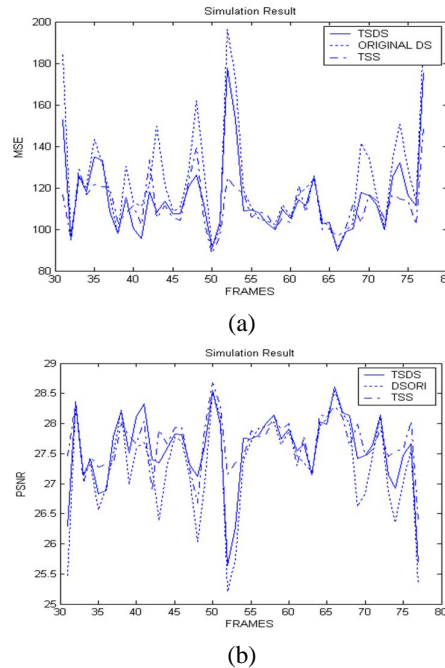 Simulation Result
TSDS
ORIGINAL DS
TSS
200
180
160
140
120
100
80
MSE
30 35 40 45 50 55 60 65 70 75 80
FRAMES
(a)
Simulation Result
TSDS
DSORI
TSS
29
28.5
28
27.5
27
26.5
26
25.5
25
PSNR
30 35 40 45 50 55 60 65 70 75 80
FRAMES
(b)